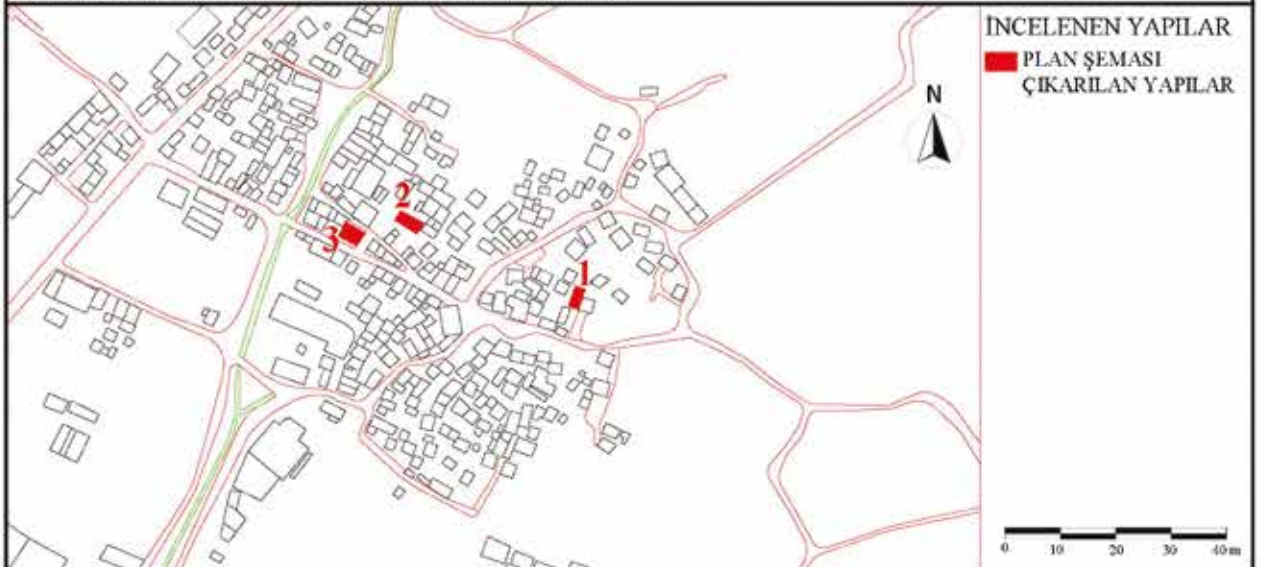 İNCELENEN YAPILAR
PLAN ŞEMASI
ÇIKARILAN YAPILAR
N
2
3
1
0 10 20 30 40 m